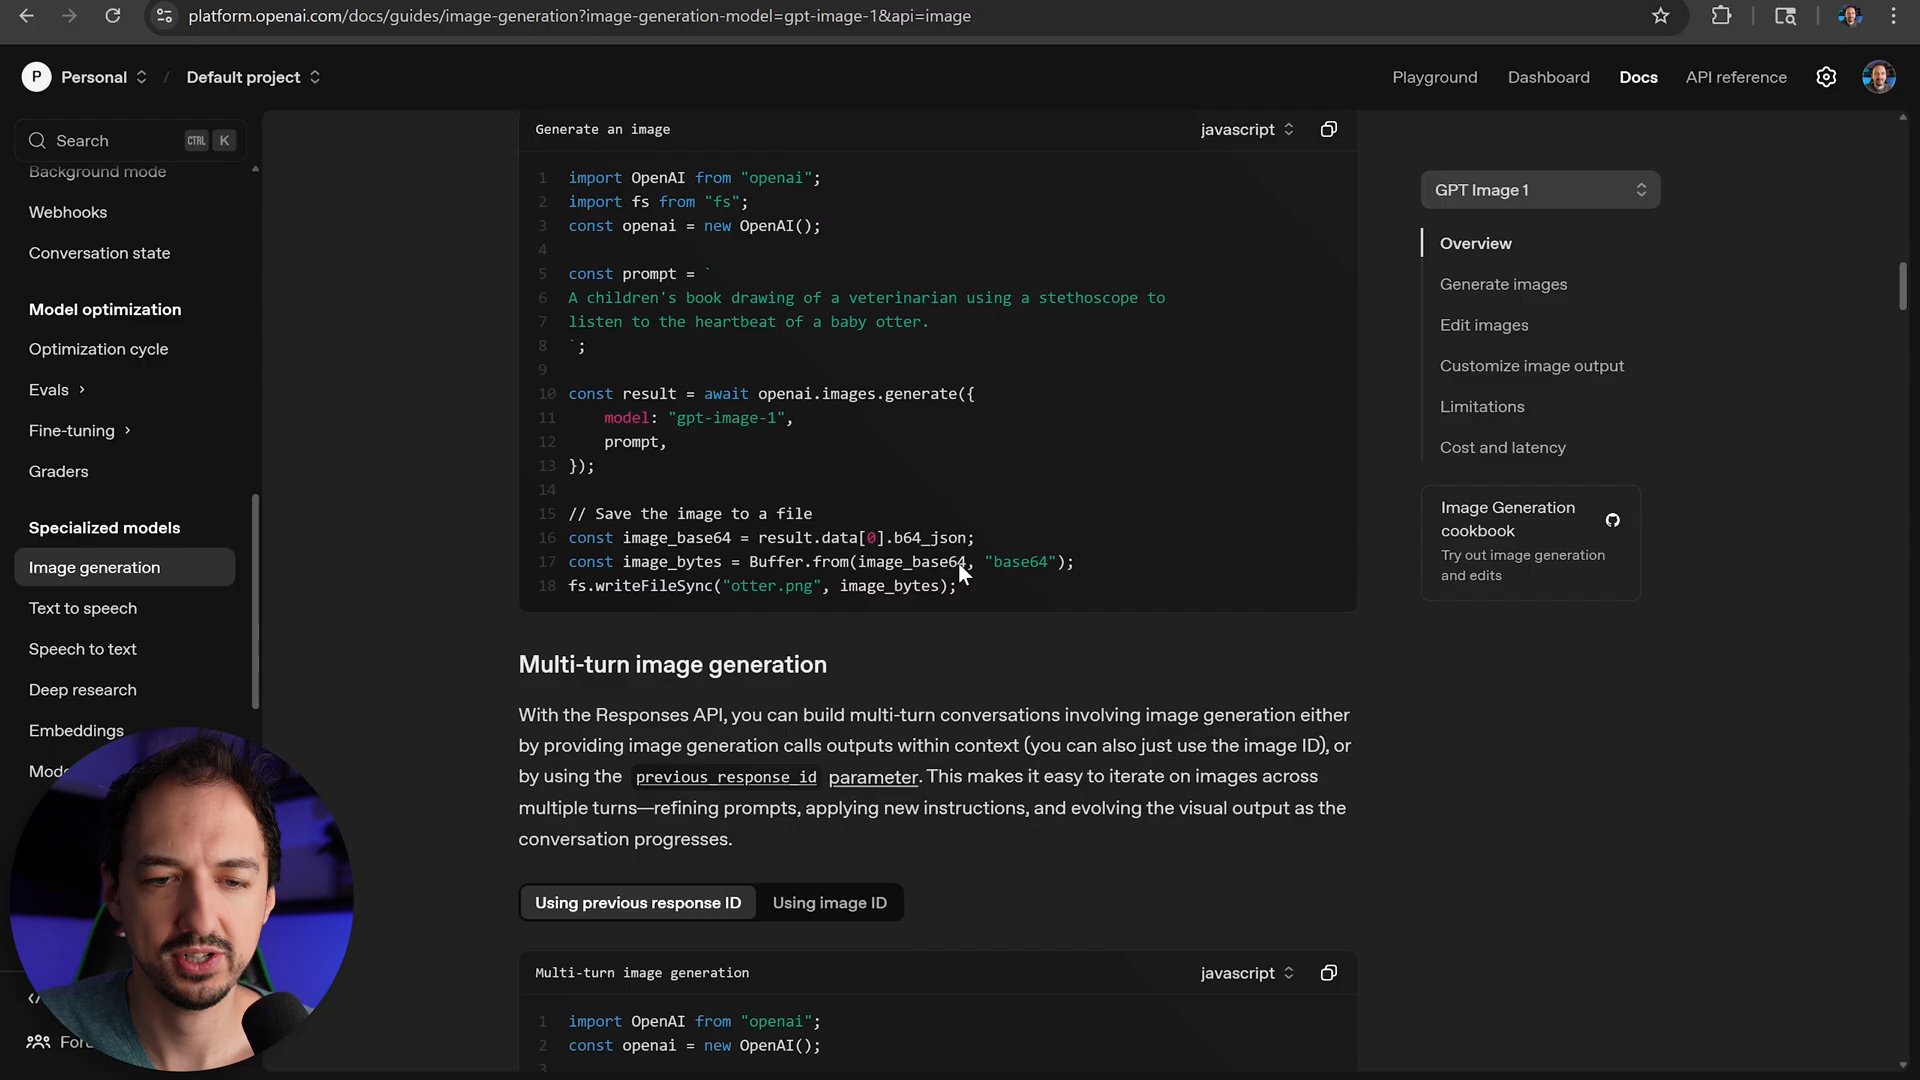 platform.openai.com/docs/guides/image-generation?image-generation-model=gpt-image-1&api=image
P Personal / Default project
Playground Dashboard Docs API reference
Search CTRL K
Background mode
Webhooks
Conversation state
Model optimization
Optimization cycle
Evals
Fine-tuning
Graders
Specialized models
Image generation
Text to speech
Speech to text
Deep research
Embeddings
Generate an image javascript
1 import OpenAI from "openai";
2 import fs from "fs";
3 const openai = new OpenAI();
4
5 const prompt = `
6 A children's book drawing of a veterinarian using a stethoscope to
7 listen to the heartbeat of a baby otter.
8 `;
9
10 const result = await openai.images.generate({
11 model: "gpt-image-1",
12 prompt,
13 });
14
15 // Save the image to a file
16 const image_base64 = result.data[0].b64_json;
17 const image_bytes = Buffer.from(image_base64, "base64");
18 fs.writeFileSync("otter.png", image_bytes);
Multi-turn image generation
With the Responses API, you can build multi-turn conversations involving image generation either
by providing image generation calls outputs within context (you can also just use the image ID), or
by using the previous_response_id parameter. This makes it easy to iterate on images across
multiple turns—refining prompts, applying new instructions, and evolving the visual output as the
conversation progresses.
Using previous response ID Using image ID
Multi-turn image generation javascript
1 import OpenAI from "openai";
2 const openai = new OpenAI();
3
GPT Image 1
Overview
Generate images
Edit images
Customize image output
Limitations
Cost and latency
Image Generation
cookbook
Try out image generation
and edits